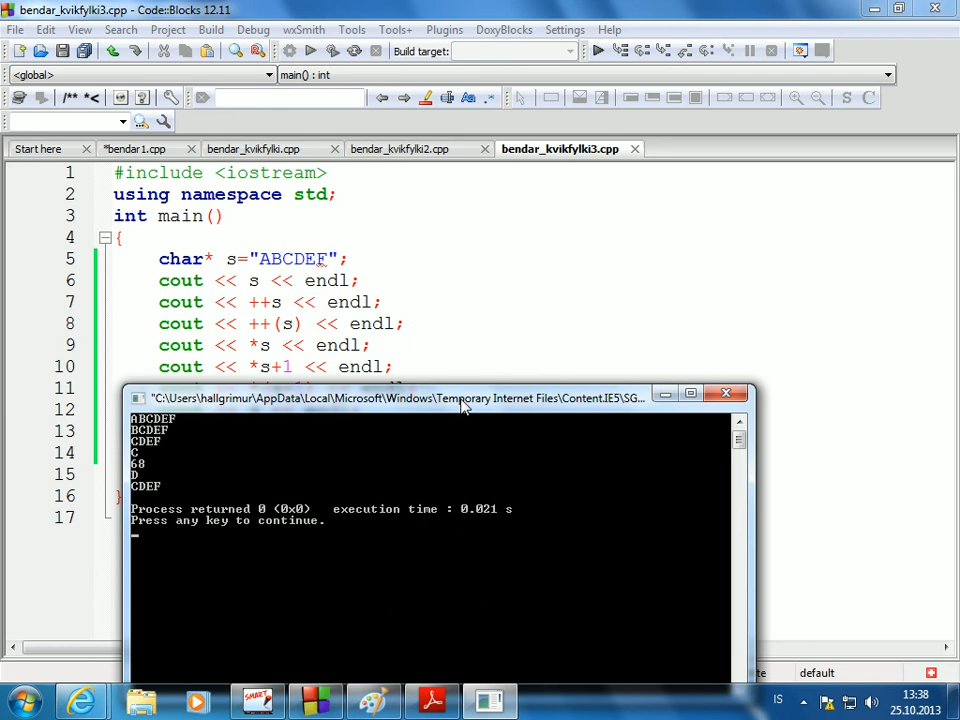 bendar_kvikfylki3.cpp - Code::Blocks 12.11
File Edit View Search Project Build Debug wxSmith Tools Tools+ Plugins DoxyBlocks Settings Help
Build target:
<global> main() : int
/** *< Aa .* S C
Start here *bendar1.cpp bendar_kvikfylki.cpp bendar_kvikfylki2.cpp bendar_kvikfylki3.cpp
1 #include <iostream>
2 using namespace std;
3 int main()
4 {
5 char* s="ABCDEF";
6 cout << s << endl;
7 cout << ++s << endl;
8 cout << ++(s) << endl;
9 cout << *s << endl;
10 cout << *s+1 << endl;
11
12
13
14
15
16 }
17
"C:\Users\hallgrimur\AppData\Local\Microsoft\Windows\Temporary Internet Files\Content.IE5\SG...
ABCDEF
BCDEF
CDEF
C
68
D
CDEF
Process returned 0 (0x0) execution time : 0.021 s
Press any key to continue.
default
SMART
IS
13:38
25.10.2013